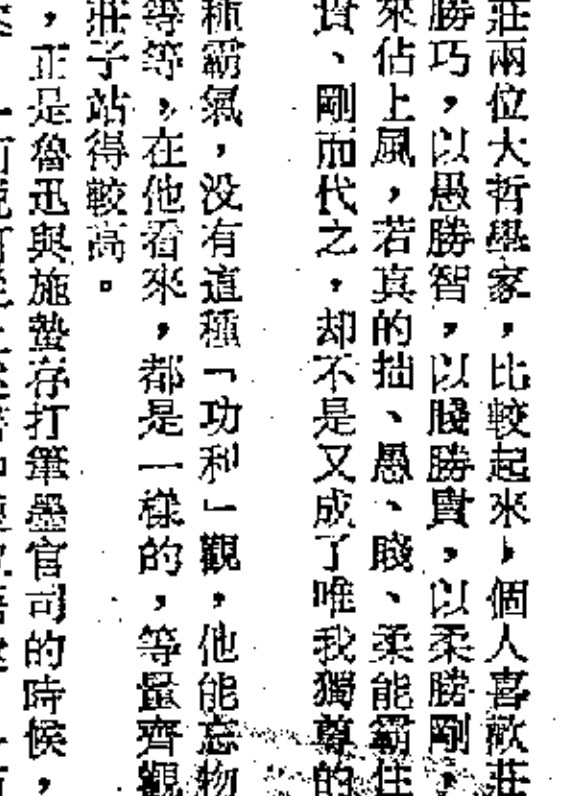 莊兩位大哲學家，比較起來，個人喜歡莊
勝巧，以愚勝智，以賤勝貴，以柔勝剛，
來佔上風，若真的拙、愚、賤、柔能霸住
貴、剛而代之，却不是又成了唯我獨尊的
種霸氣，没有這種「功利」觀，他能忘物
等等，在他看來，都是一樣的，等量齊觀
莊子站得較高。
，正是魯迅與施蟄存打筆墨官司的時候，